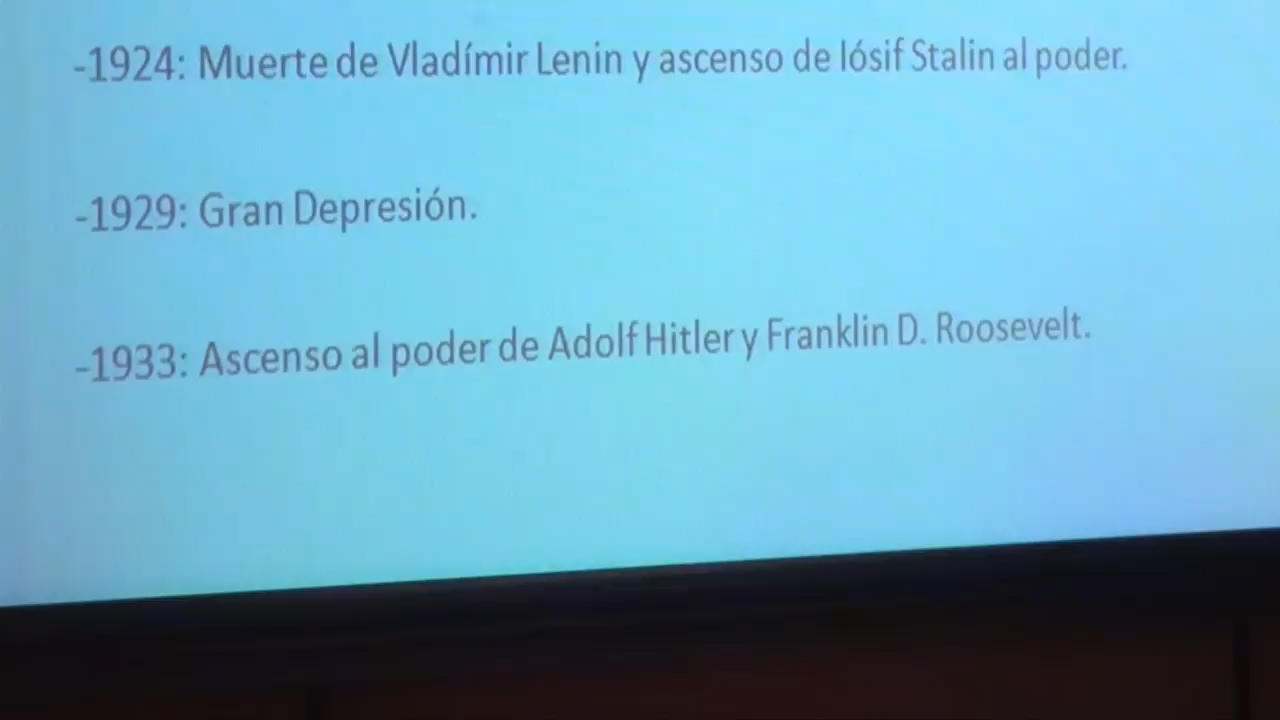 -1924: Muerte de Vladímir Lenin y ascenso de Iósif Stalin al poder.
-1929: Gran Depresión.
-1933: Ascenso al poder de Adolf Hitler y Franklin D. Roosevelt.